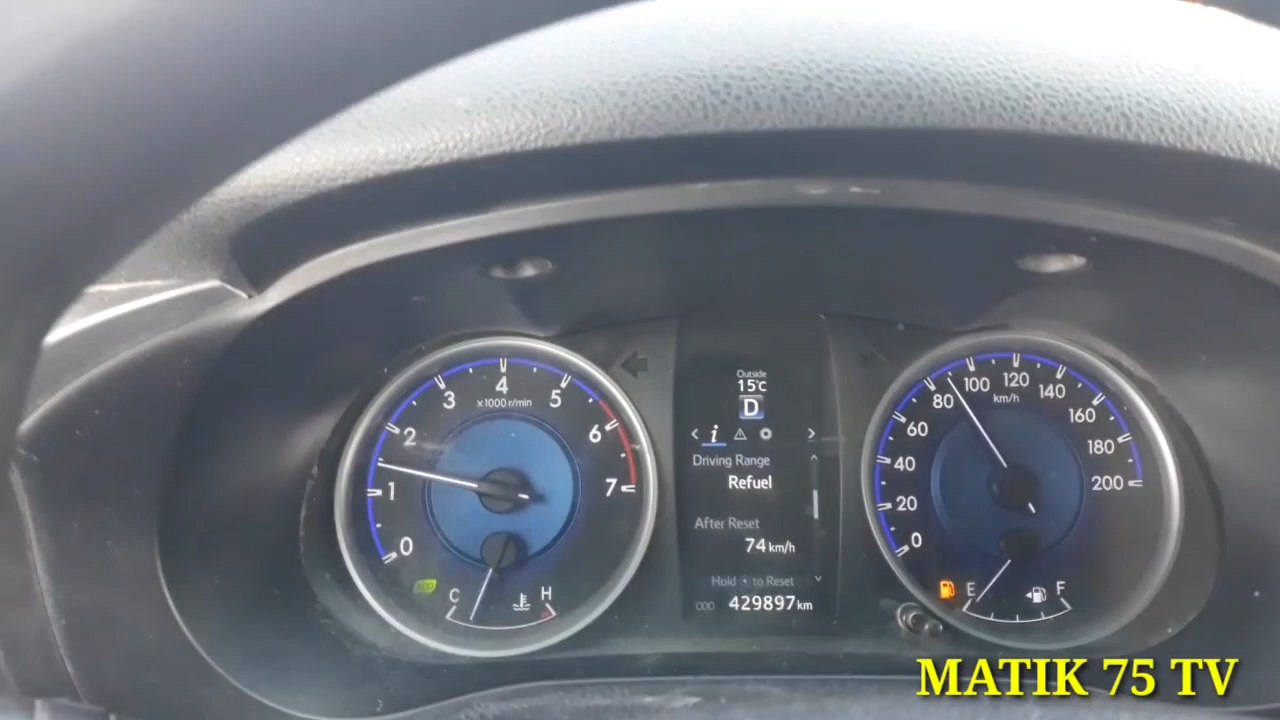 0
1
2
3
4
5
6
7
x1000 r/min
C
H
Outside
15°C
D
i
Driving Range
Refuel
After Reset
74 km/h
Hold to Reset
ODO 429897 km
0
20
40
60
80
100
120
140
160
180
200
km/h
E
F
MATIK 75 TV